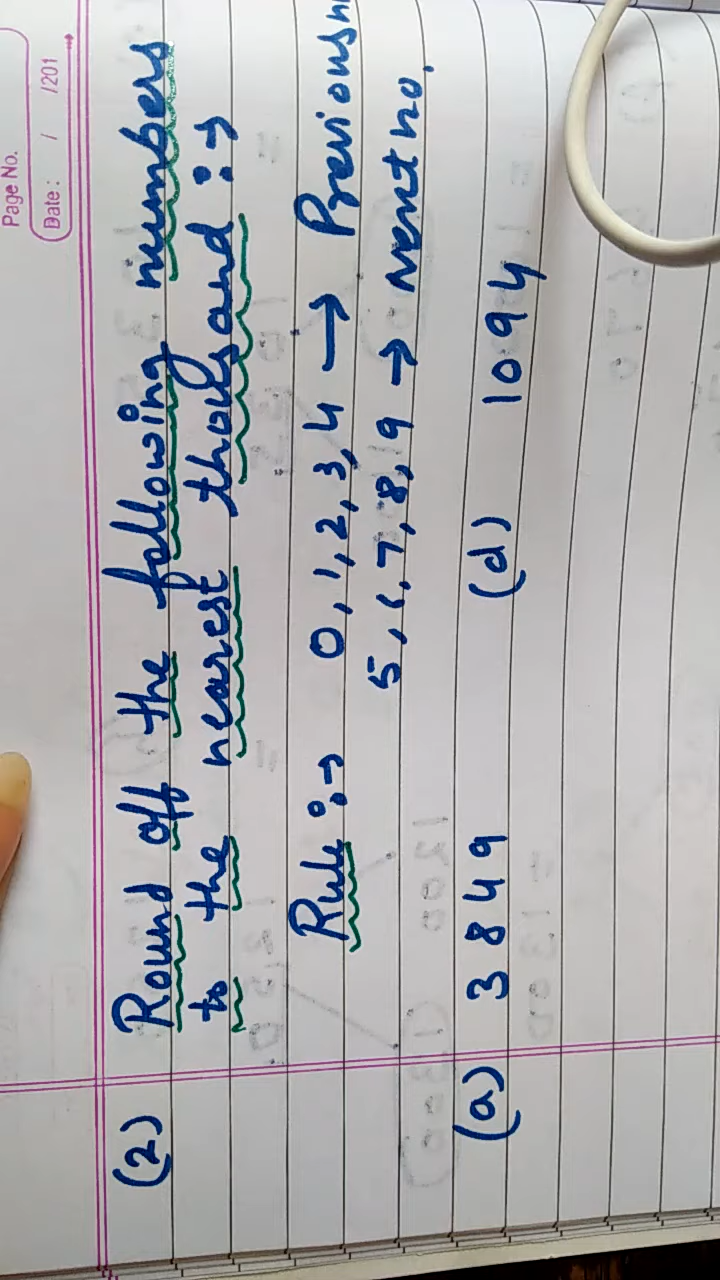 Page No.
Date : / /201
(2) Round off the following numbers
to the nearest thousand :→
Rule :→ 0, 1, 2, 3, 4 → Previous n
5, 6, 7, 8, 9 → next no.
(a) 3849 (d) 1094